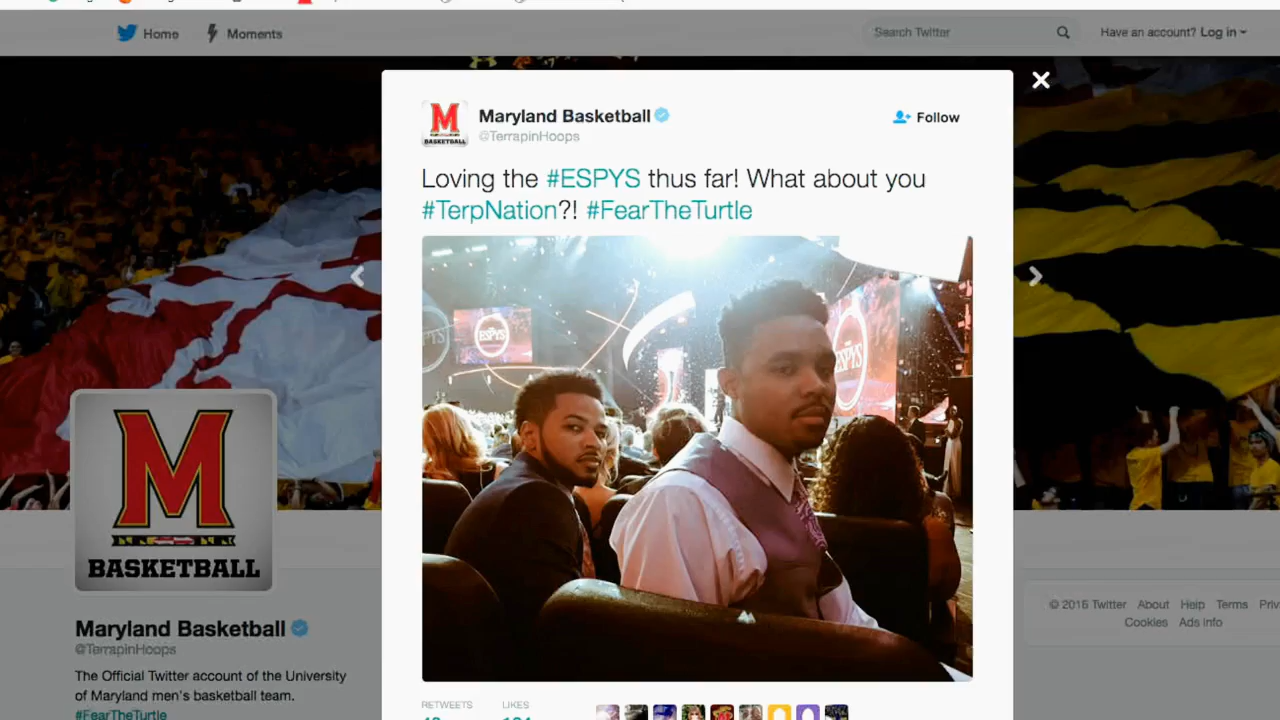 Home
Moments
Search Twitter
Have an account? Log in
M
BASKETBALL
Maryland Basketball
@TerrapinHoops
Follow
Loving the #ESPYS thus far! What about you
#TerpNation?! #FearTheTurtle
ESPYS
ESPYS
M
BASKETBALL
Maryland Basketball
@TerrapinHoops
The Official Twitter account of the University
of Maryland men's basketball team.
#FearTheTurtle
© 2016 Twitter About Help Terms
Cookies Ads info
RETWEETS LIKES